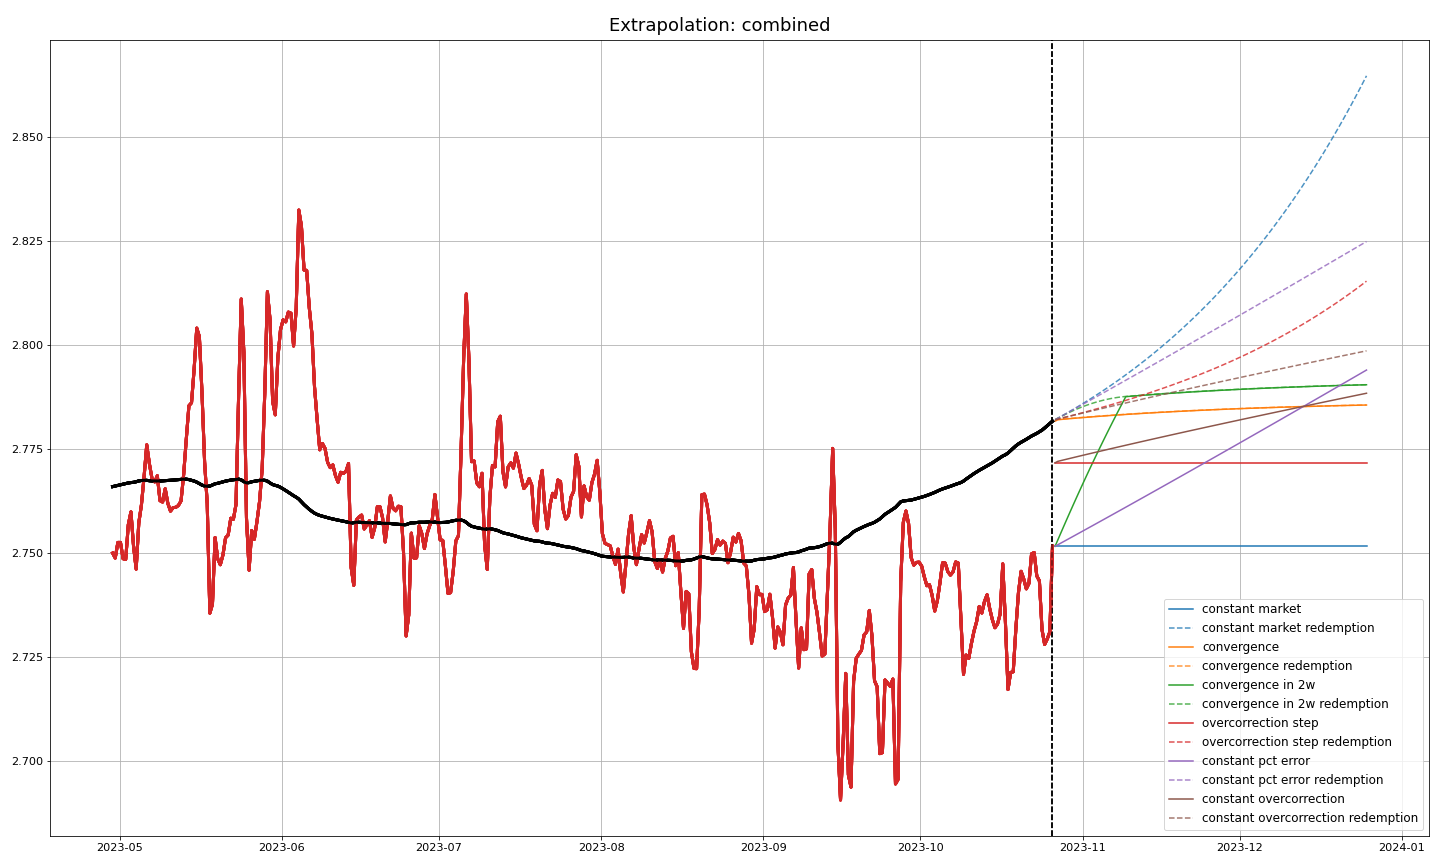 Extrapolation: combined
2.850
2.825
2.800
2.775
2.750
2.725
2.700
2023-05
2023-06
2023-07
2023-08
2023-09
2023-10
2023-11
2023-12
2024-01
constant market
constant market redemption
convergence
convergence redemption
convergence in 2w
convergence in 2w redemption
overcorrection step
overcorrection step redemption
constant pct error
constant pct error redemption
constant overcorrection
constant overcorrection redemption